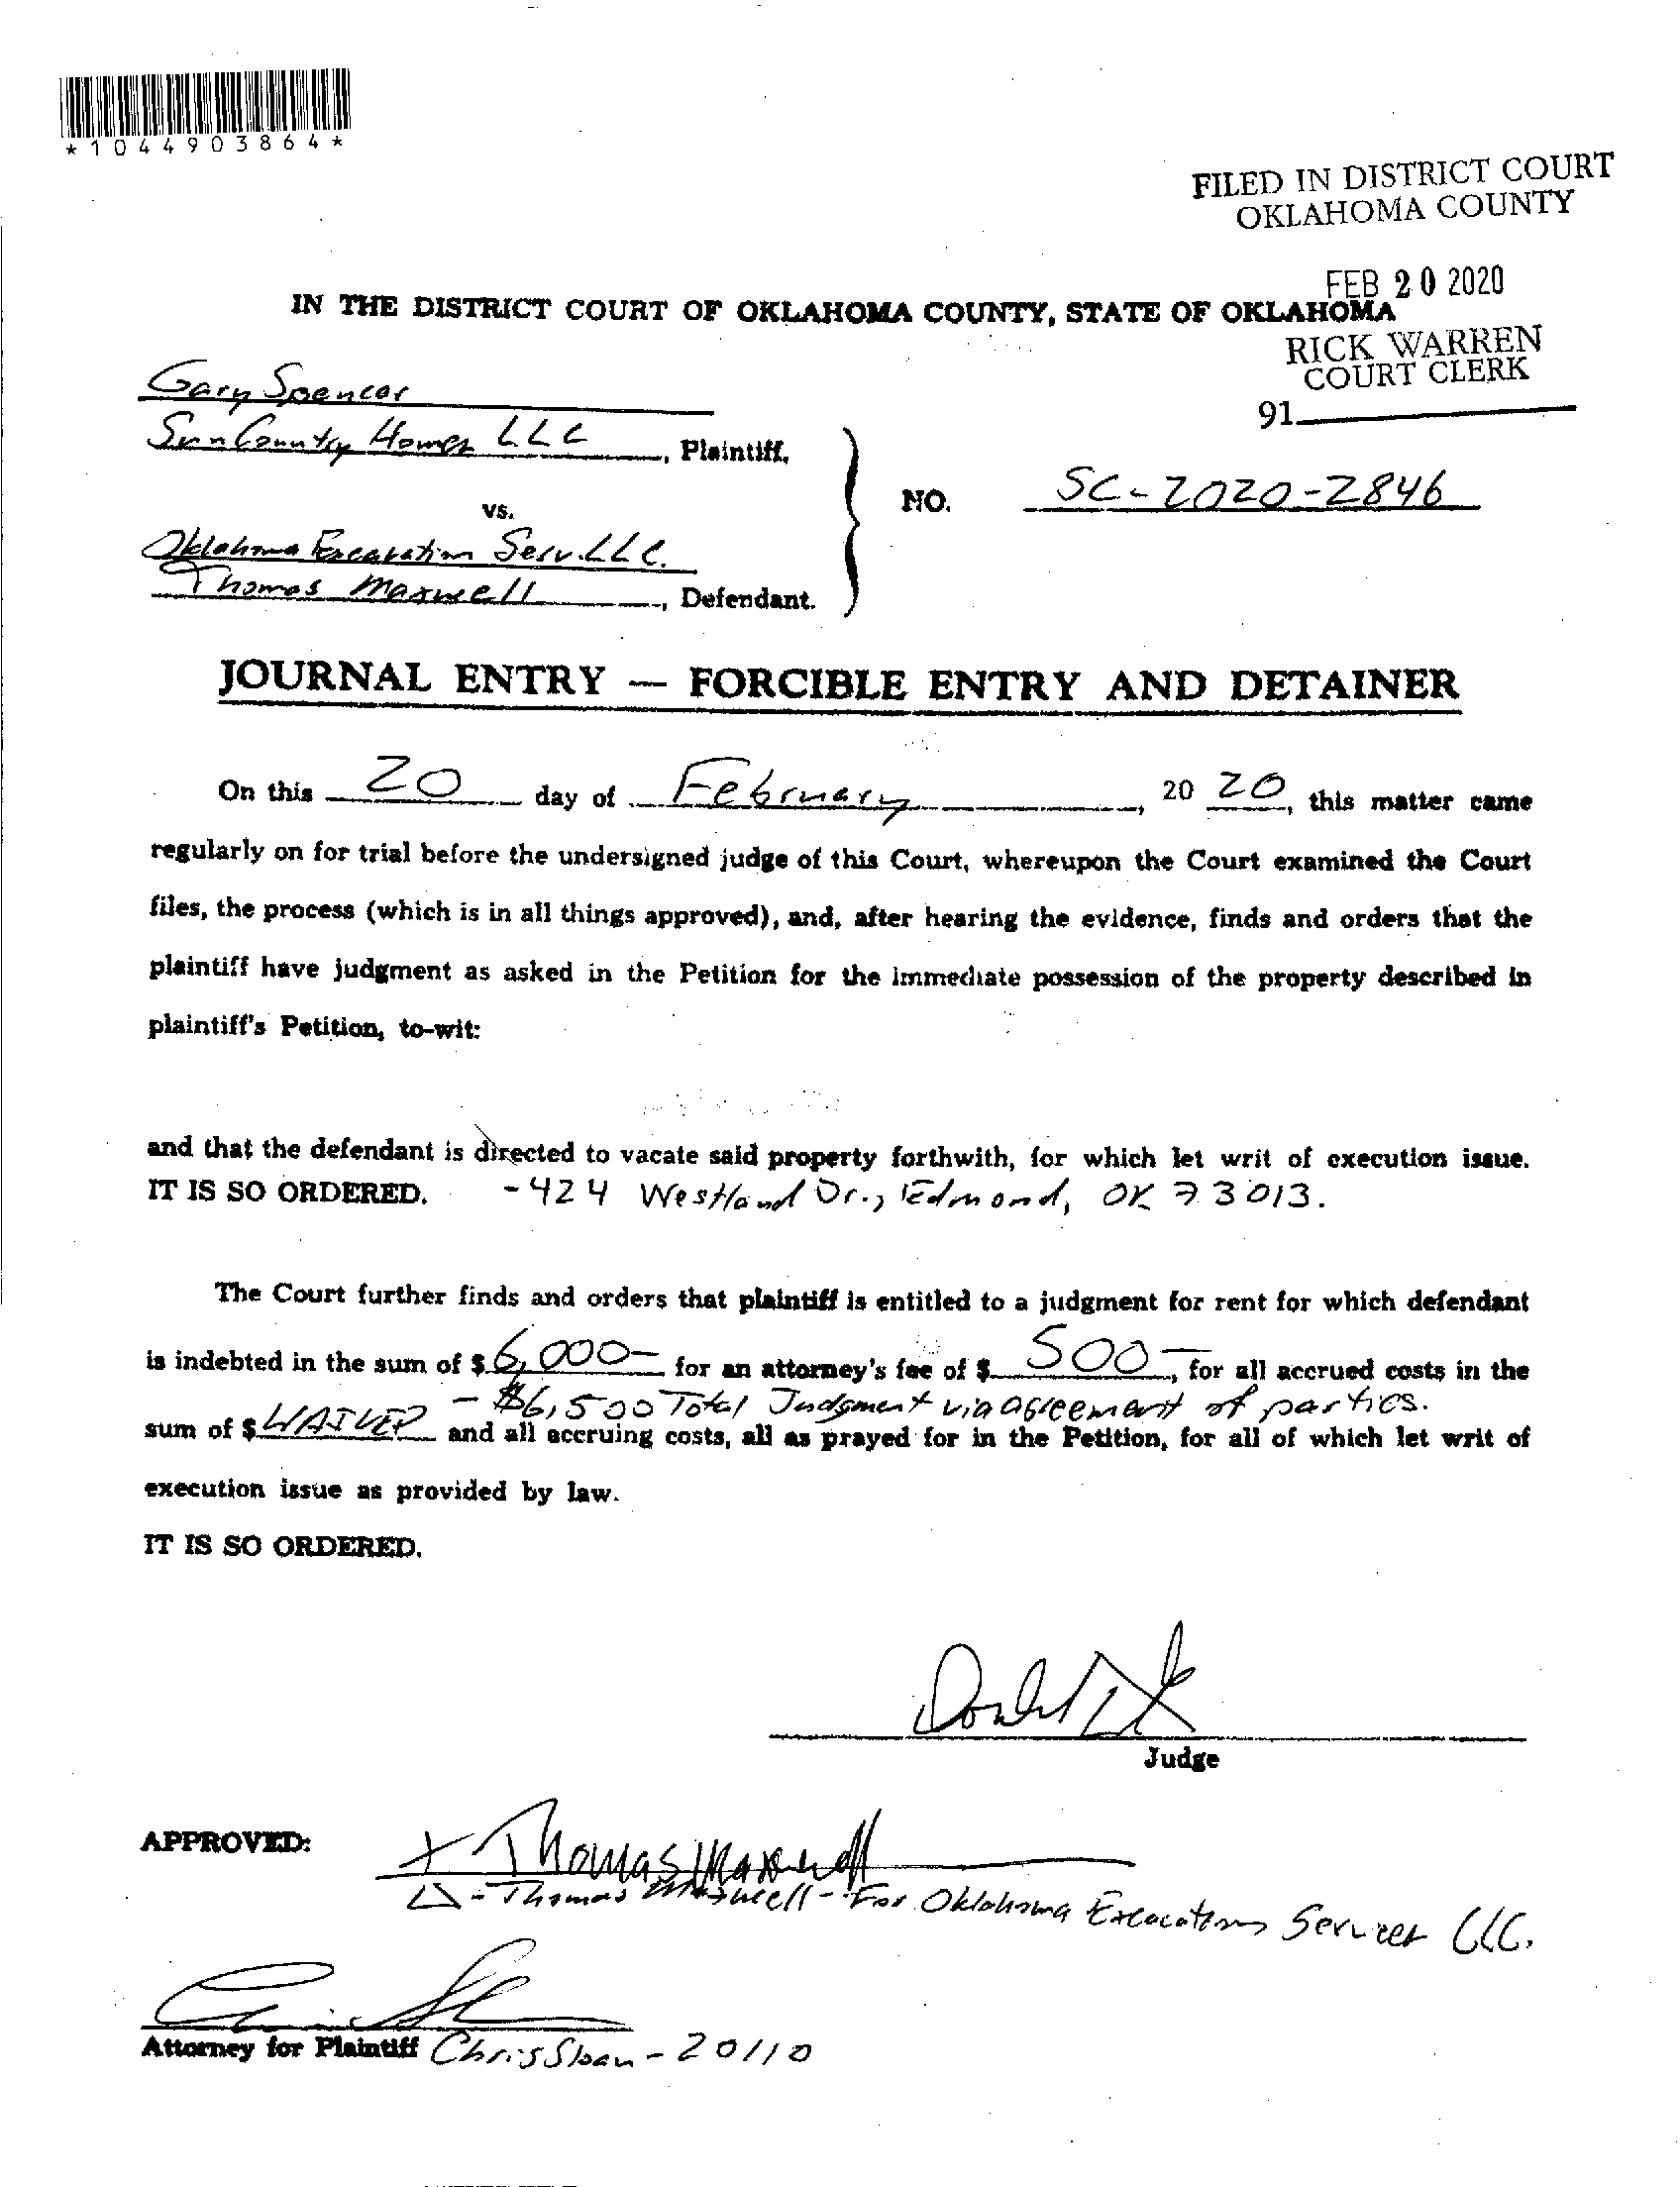 *1044903864*
FILED IN DISTRICT COURT
OKLAHOMA COUNTY
FEB 20 2020
IN THE DISTRICT COURT OF OKLAHOMA COUNTY, STATE OF OKLAHOMA
RICK WARREN
COURT CLERK
91
Gary Spencer
Sun Country Homes LLC, Plaintiff,
vs.
NO. SC-2020-2846
Oklahoma Excavation Serv. LLC.
Thomas Maxwell, Defendant.
JOURNAL ENTRY — FORCIBLE ENTRY AND DETAINER
On this 20 day of February, 20 20, this matter came
regularly on for trial before the undersigned judge of this Court, whereupon the Court examined the Court
files, the process (which is in all things approved), and, after hearing the evidence, finds and orders that the
plaintiff have judgment as asked in the Petition for the immediate possession of the property described in
plaintiff's Petition, to-wit:
and that the defendant is directed to vacate said property forthwith, for which let writ of execution issue.
IT IS SO ORDERED. - 424 Westland Dr., Edmond, OK 73013.
The Court further finds and orders that plaintiff is entitled to a judgment for rent for which defendant
is indebted in the sum of $ 6,000- for an attorney's fee of $ 500-, for all accrued costs in the
- $6,500 Total Judgment via agreement of parties.
sum of $ WAIVED and all accruing costs, all as prayed for in the Petition, for all of which let writ of
execution issue as provided by law.
IT IS SO ORDERED.
Judge
APPROVED: x Thomas Maxwell
Δ - Thomas Maxwell - For Oklahoma Excavations Services LLC.
Attorney for Plaintiff Chris Sloan - 20110